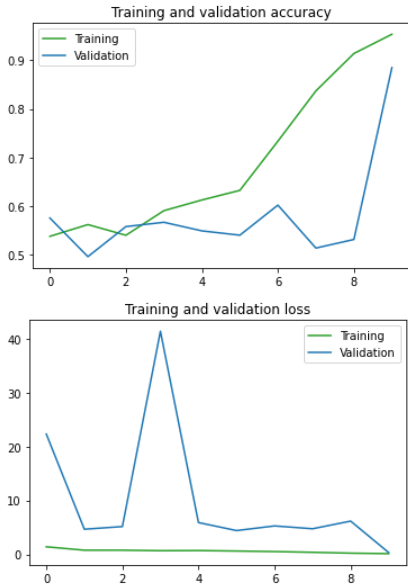 Training and validation accuracy
Training
Validation
0.9
0.8
0.7
0.6
0.5
0 2 4 6 8
Training and validation loss
Training
Validation
40
30
20
10
0
0 2 4 6 8